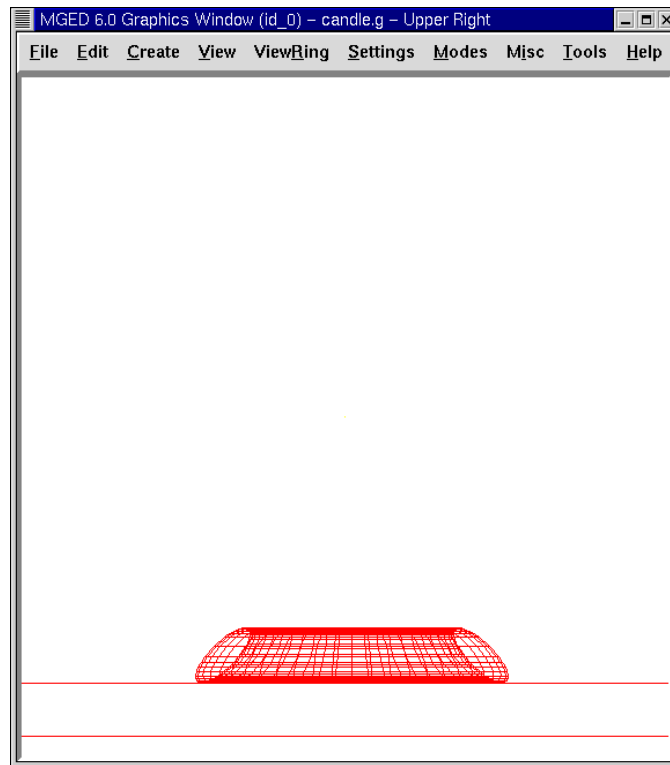 MGED 6.0 Graphics Window (id_0) – candle.g – Upper Right
File Edit Create View ViewRing Settings Modes Misc Tools Help